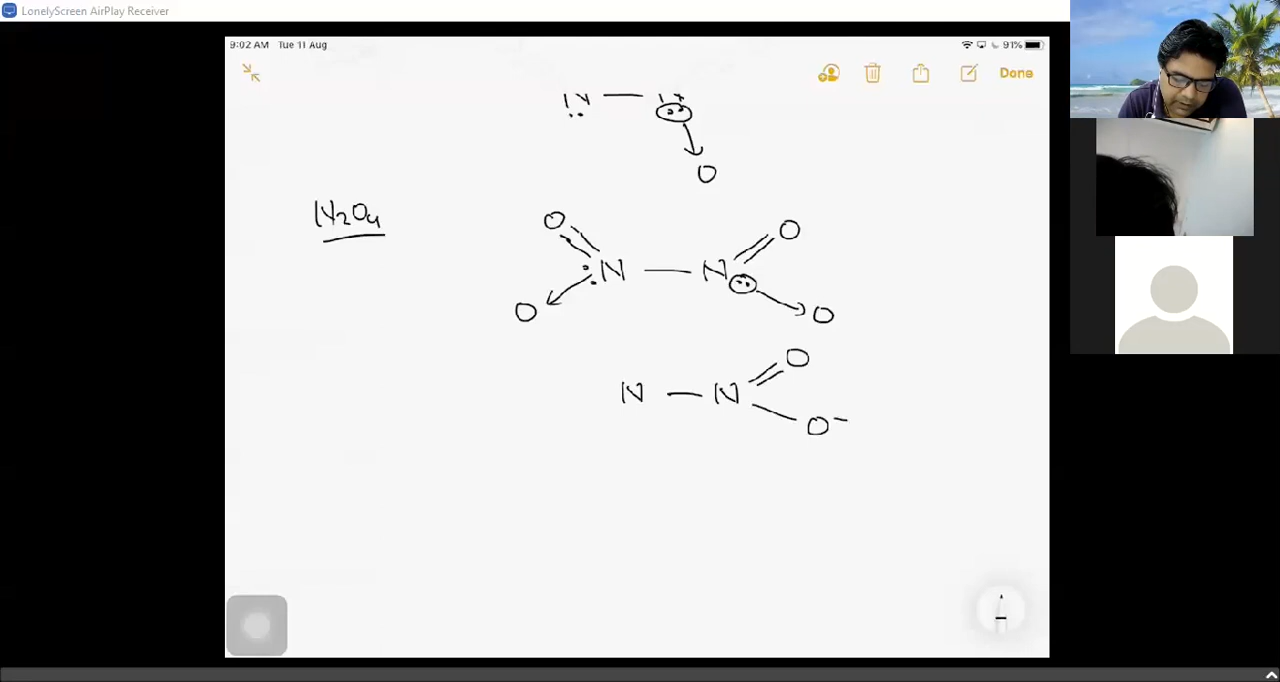 LonelyScreen AirPlay Receiver
9:02 AM Tue 11 Aug
91%
Done
N — N
O
N2O4
O O
N — N
O O
O
N — N
O-